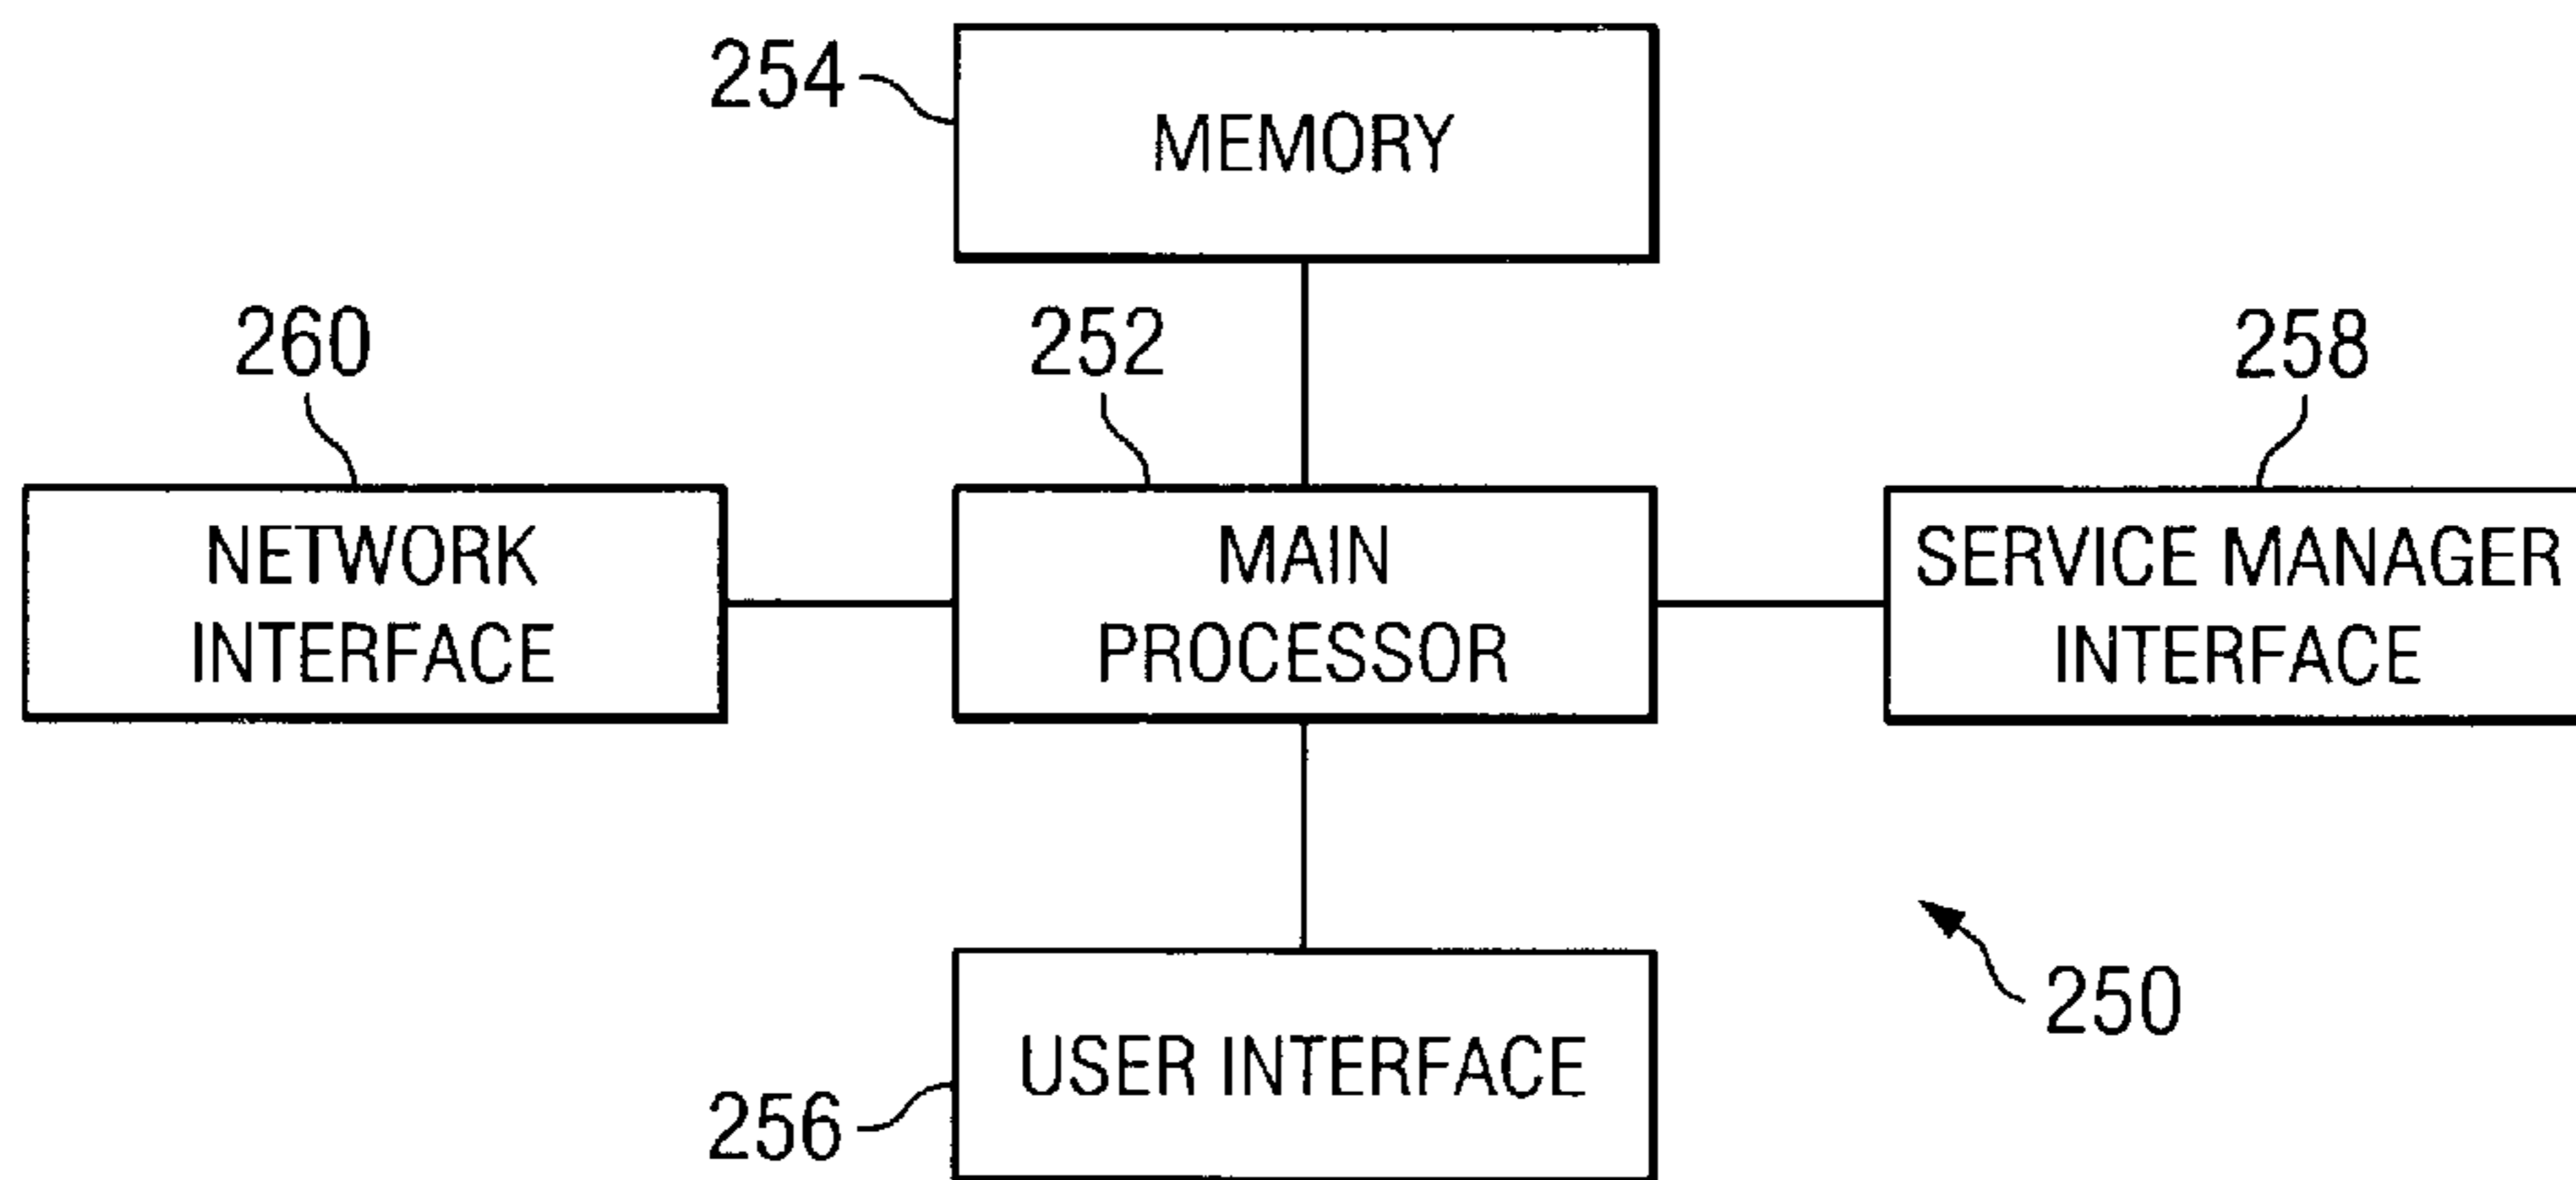 254
MEMORY
260
252
258
NETWORK
INTERFACE
MAIN
PROCESSOR
SERVICE MANAGER
INTERFACE
250
USER INTERFACE
256